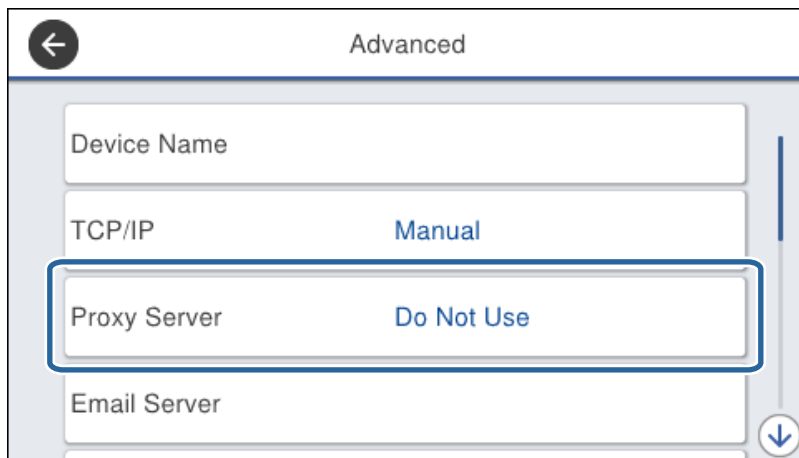 Advanced
Device Name
TCP/IP Manual
Proxy Server Do Not Use
Email Server